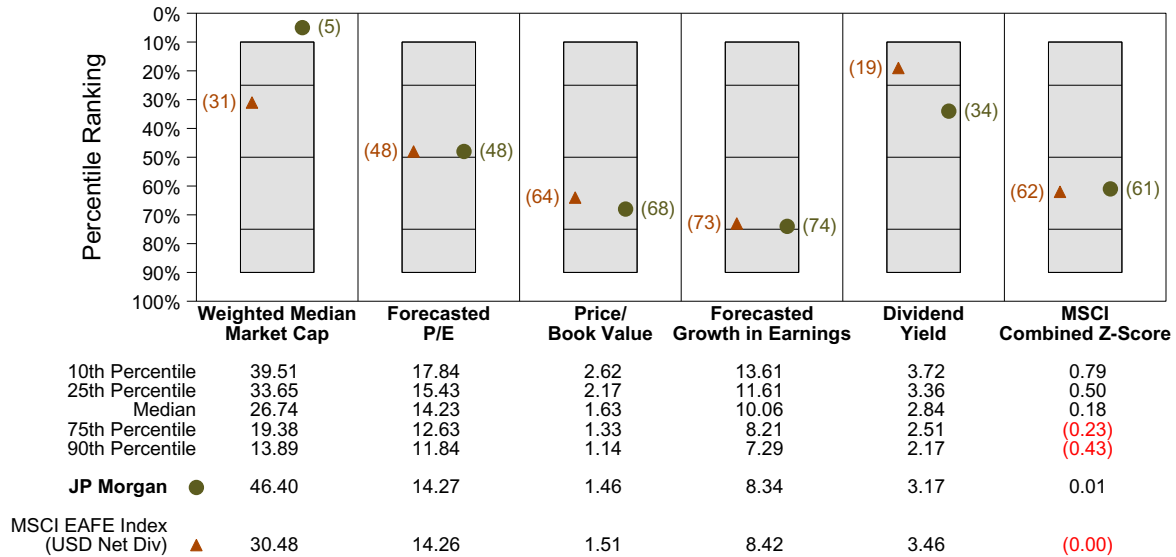 Percentile Ranking
0%
10%
20%
30%
40%
50%
60%
70%
80%
90%
100%
(5)
(31)
(48) (48)
(64) (68)
(73) (74)
(19) (34)
(62) (61)
Weighted Median
Market Cap
Forecasted
P/E
Price/
Book Value
Forecasted
Growth in Earnings
Dividend
Yield
MSCI
Combined Z-Score
10th Percentile 39.51 17.84 2.62 13.61 3.72 0.79
25th Percentile 33.65 15.43 2.17 11.61 3.36 0.50
Median 26.74 14.23 1.63 10.06 2.84 0.18
75th Percentile 19.38 12.63 1.33 8.21 2.51 (0.23)
90th Percentile 13.89 11.84 1.14 7.29 2.17 (0.43)
JP Morgan 46.40 14.27 1.46 8.34 3.17 0.01
MSCI EAFE Index
(USD Net Div) 30.48 14.26 1.51 8.42 3.46 (0.00)